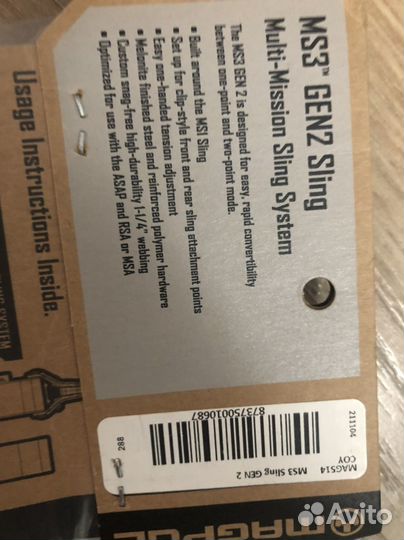 MS3™ GEN2 Sling
Multi-Mission Sling System
The MS3 GEN 2 is designed for easy, rapid convertibility
between one-point and two-point mode.
• Built around the MS1 Sling
• Set up for clip-style front and rear sling attachment points
• Easy one-handed tension adjustment
• Melonite finished steel and reinforced polymer hardware
• Custom snag-free high-durability 1-1/4" webbing
• Optimized for use with the ASAP and RSA or MSA
Usage Instructions Inside.
SYSTEM
211104
873750010687
288
MAG514
COY
MS3 Sling GEN 2
MAGPUL
Avito